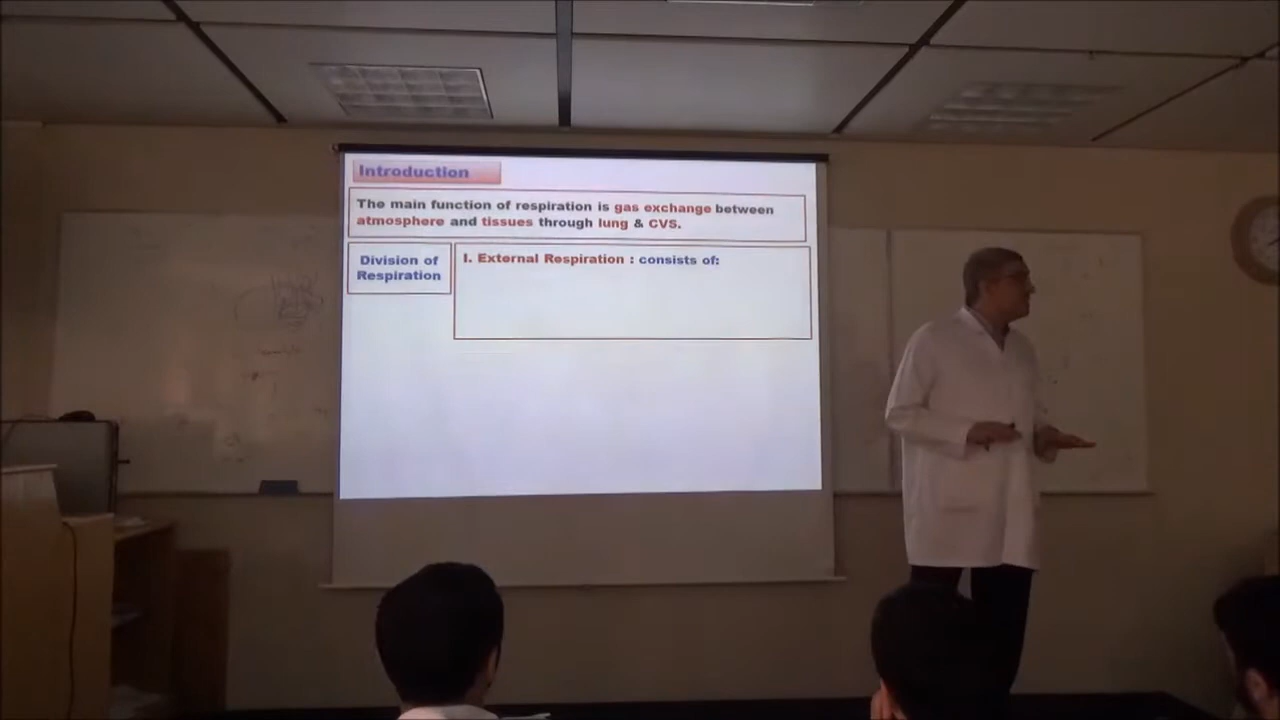 Introduction
The main function of respiration is gas exchange between
atmosphere and tissues through lung & CVS.
Division of
Respiration
I. External Respiration : consists of: